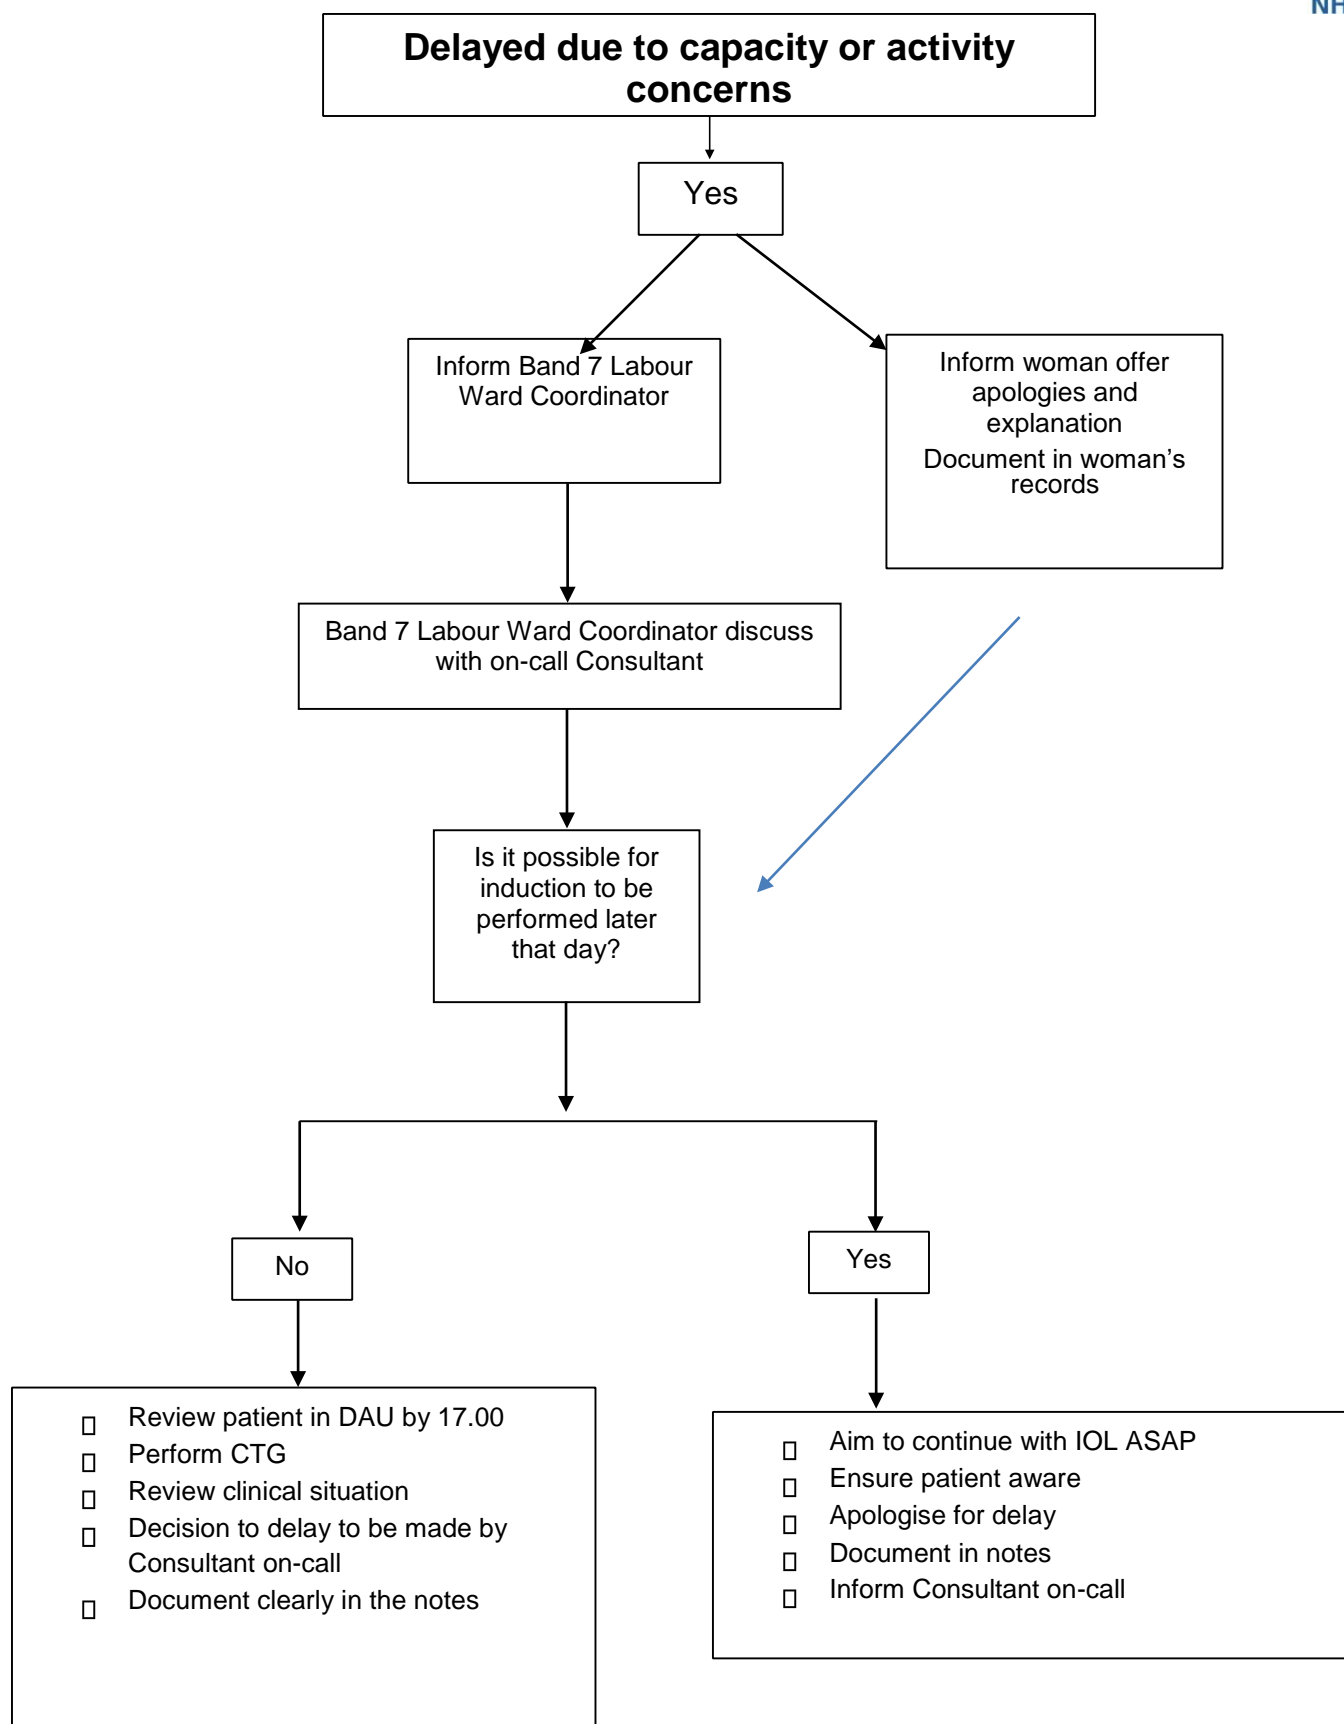 NH
Delayed due to capacity or activity
concerns
Yes
Inform Band 7 Labour
Ward Coordinator
Inform woman offer
apologies and
explanation
Document in woman's
records
Band 7 Labour Ward Coordinator discuss
with on-call Consultant
Is it possible for
induction to be
performed later
that day?
No
Yes
Review patient in DAU by 17.00
Perform CTG
Review clinical situation
Decision to delay to be made by
Consultant on-call
Document clearly in the notes
Aim to continue with IOL ASAP
Ensure patient aware
Apologise for delay
Document in notes
Inform Consultant on-call